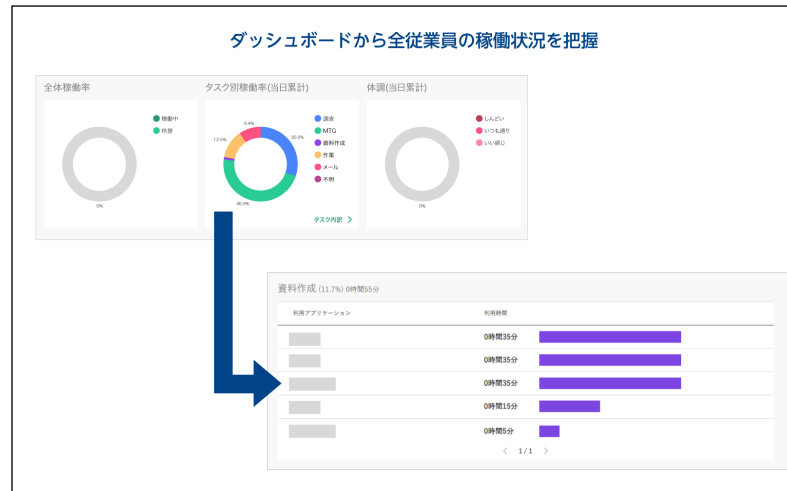 ダッシュボードから全従業員の稼働状況を把握
全体稼働率
稼働中
休憩
0%
タスク別稼働率(当日累計)
9.4%
12.5%
30.2%
調査
MTG
資料作成
作業
メール
不明
タスク内訳
体調(当日累計)
しんどい
いつも通り
いい感じ
0%
資料作成 (11.7%) 0時間55分
利用アプリケーション 利用時間
0時間35分
0時間35分
0時間35分
0時間15分
0時間5分
1 / 1